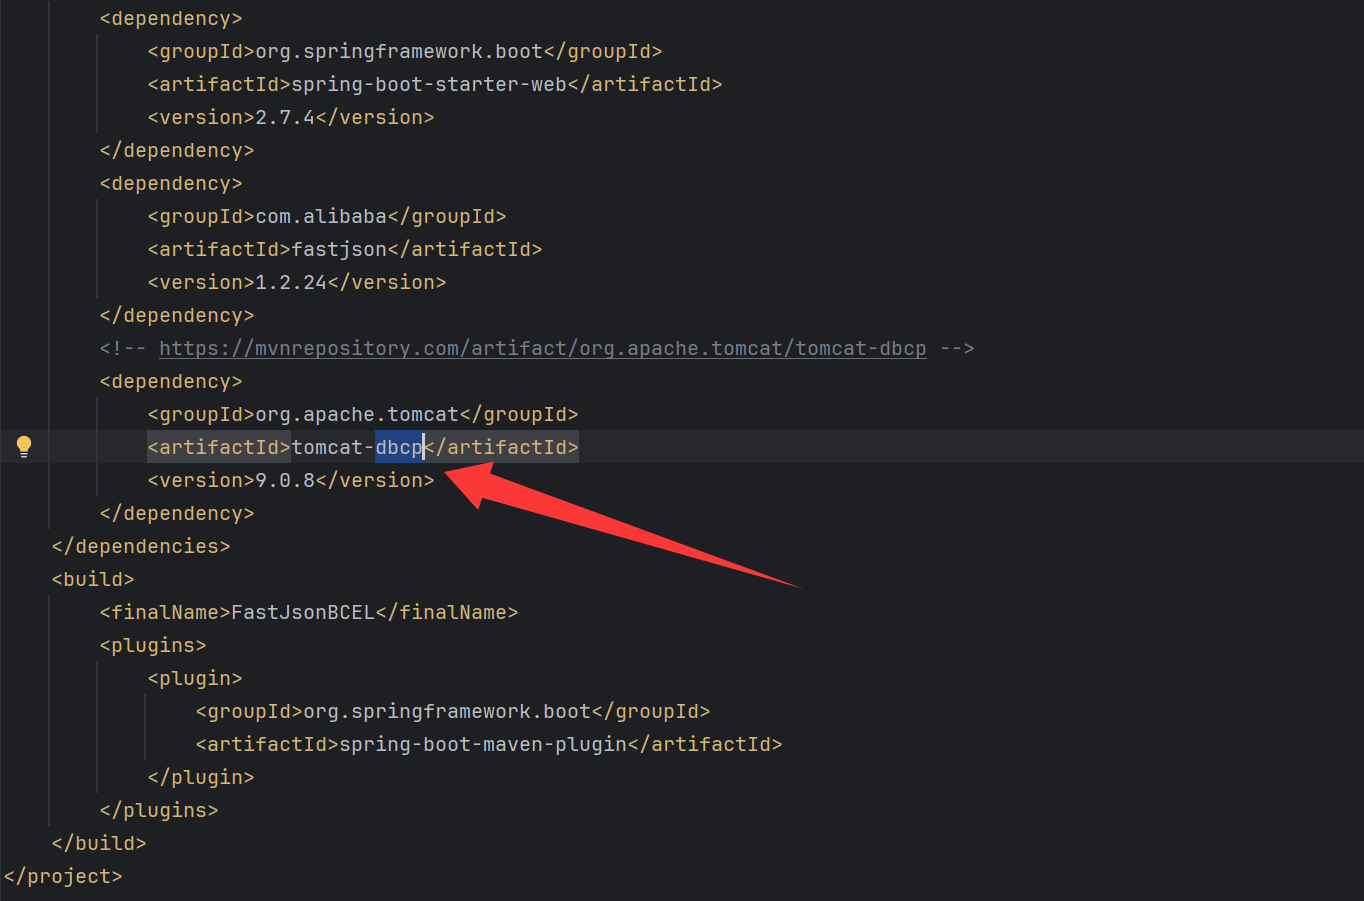 <dependency>
<groupId>org.springframework.boot</groupId>
<artifactId>spring-boot-starter-web</artifactId>
<version>2.7.4</version>
</dependency>
<dependency>
<groupId>com.alibaba</groupId>
<artifactId>fastjson</artifactId>
<version>1.2.24</version>
</dependency>
<!-- https://mvnrepository.com/artifact/org.apache.tomcat/tomcat-dbcp -->
<dependency>
<groupId>org.apache.tomcat</groupId>
<artifactId>tomcat-dbcp</artifactId>
<version>9.0.8</version>
</dependency>
</dependencies>
<build>
<finalName>FastJsonBCEL</finalName>
<plugins>
<plugin>
<groupId>org.springframework.boot</groupId>
<artifactId>spring-boot-maven-plugin</artifactId>
</plugin>
</plugins>
</build>
</project>